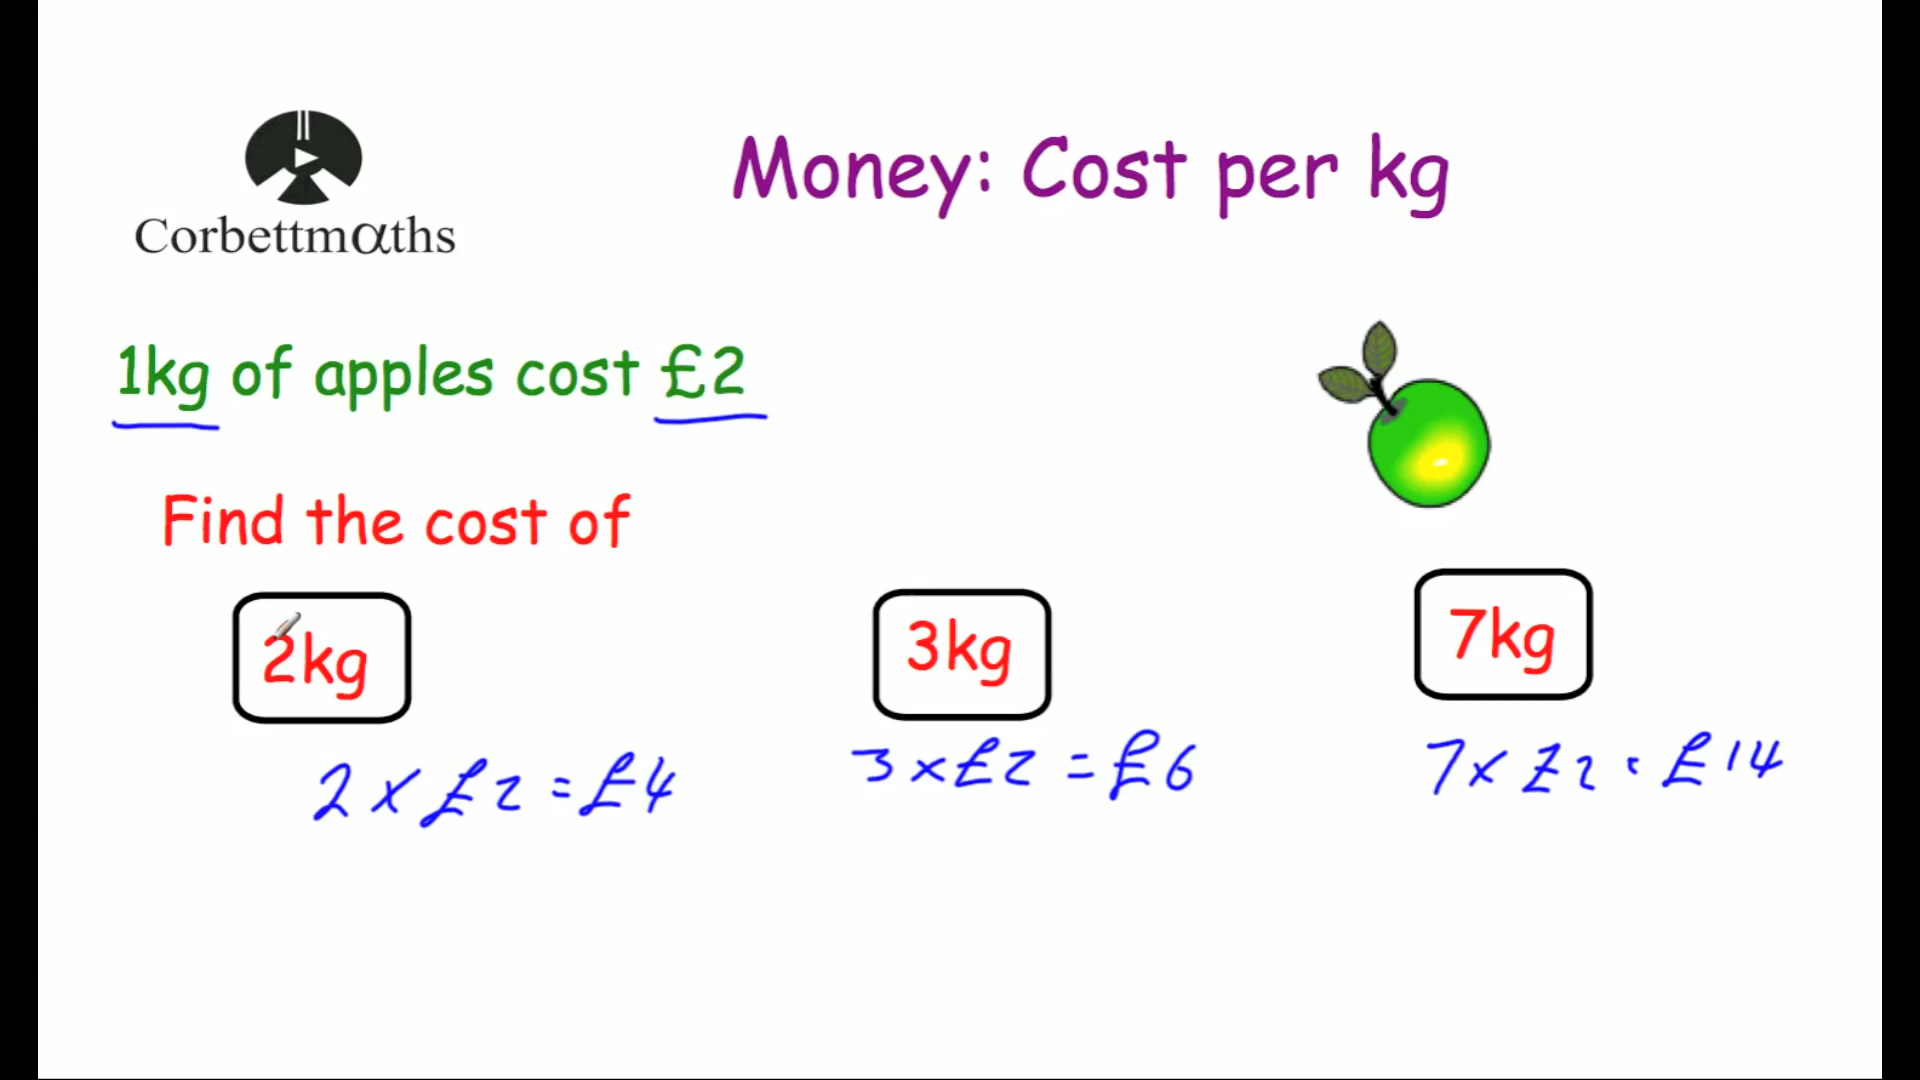 Corbettmαths
Money: Cost per kg
1kg of apples cost £2
Find the cost of
2kg
3kg
7kg
2 × £2 = £4
3 × £2 = £6
7 × £2 = £14